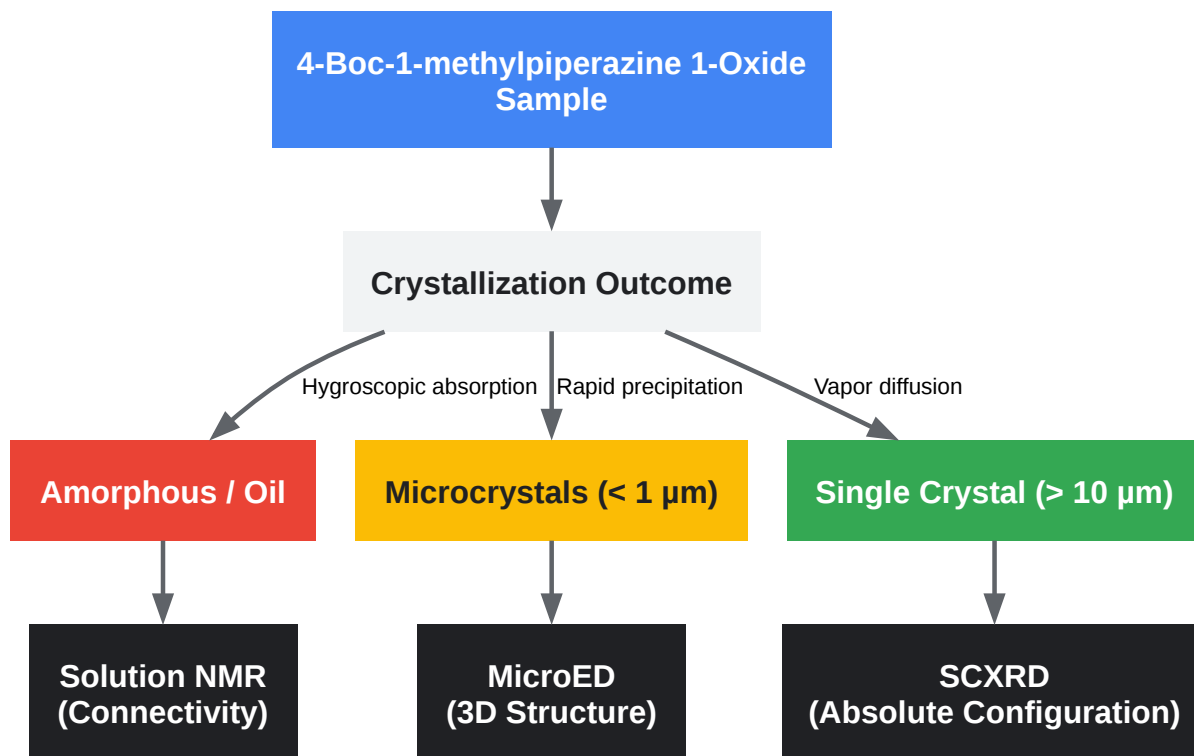 4-Boc-1-methylpiperazine 1-Oxide
Sample
Crystallization Outcome
Hygroscopic absorption
Rapid precipitation
Vapor diffusion
Amorphous / Oil
Microcrystals (< 1 µm)
Single Crystal (> 10 µm)
Solution NMR
(Connectivity)
MicroED
(3D Structure)
SCXRD
(Absolute Configuration)